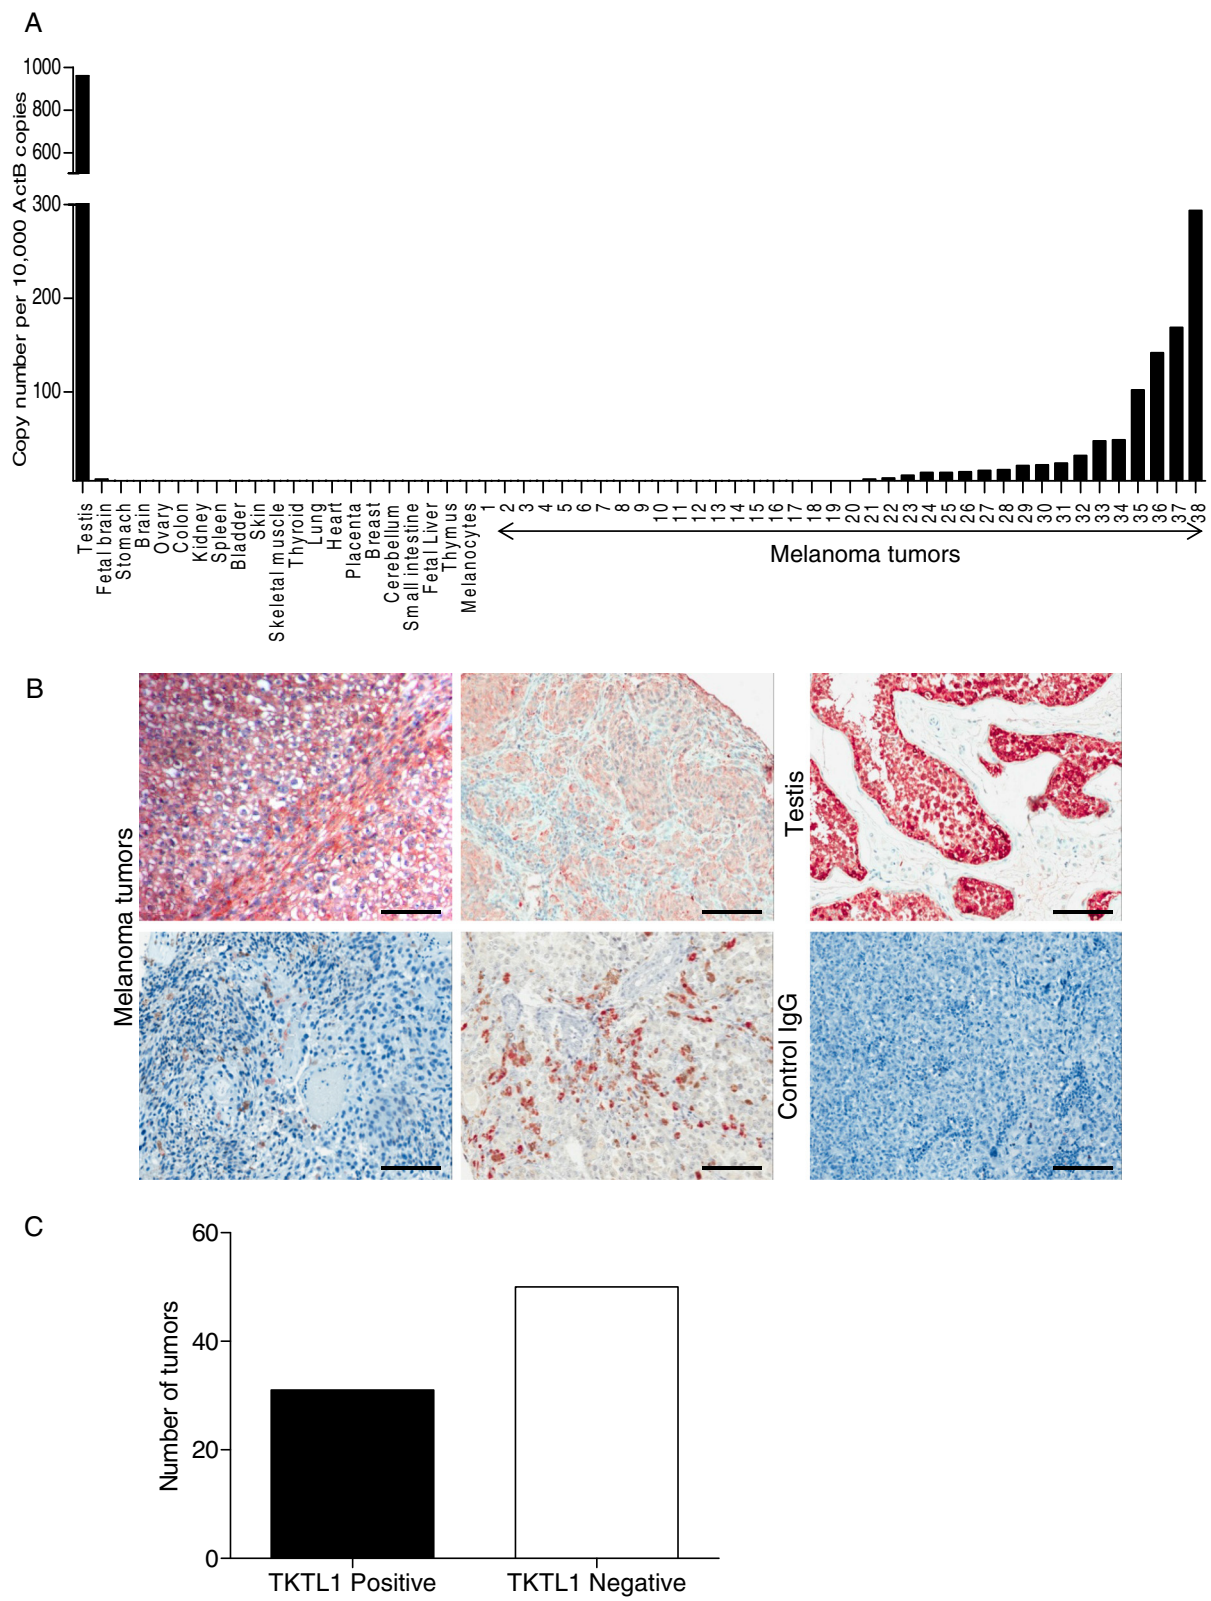 A
Copy number per 10,000 ActB copies
1000
800
600
300
200
100
Testis
Fetal brain
Stomach
Brain
Ovary
Colon
Kidney
Spleen
Bladder
Skin
Skeletal muscle
Thyroid
Lung
Heart
Placenta
Breast
Cerebellum
Small intestine
Fetal Liver
Thymus
Melanocytes
1
2
3
4
5
6
7
8
9
10
11
12
13
14
15
16
17
18
19
20
21
22
23
24
25
26
27
28
29
30
31
32
33
34
35
36
37
38
Melanoma tumors
B
Melanoma tumors
Testis
Control IgG
C
Number of tumors
60
40
20
0
TKTL1 Positive
TKTL1 Negative